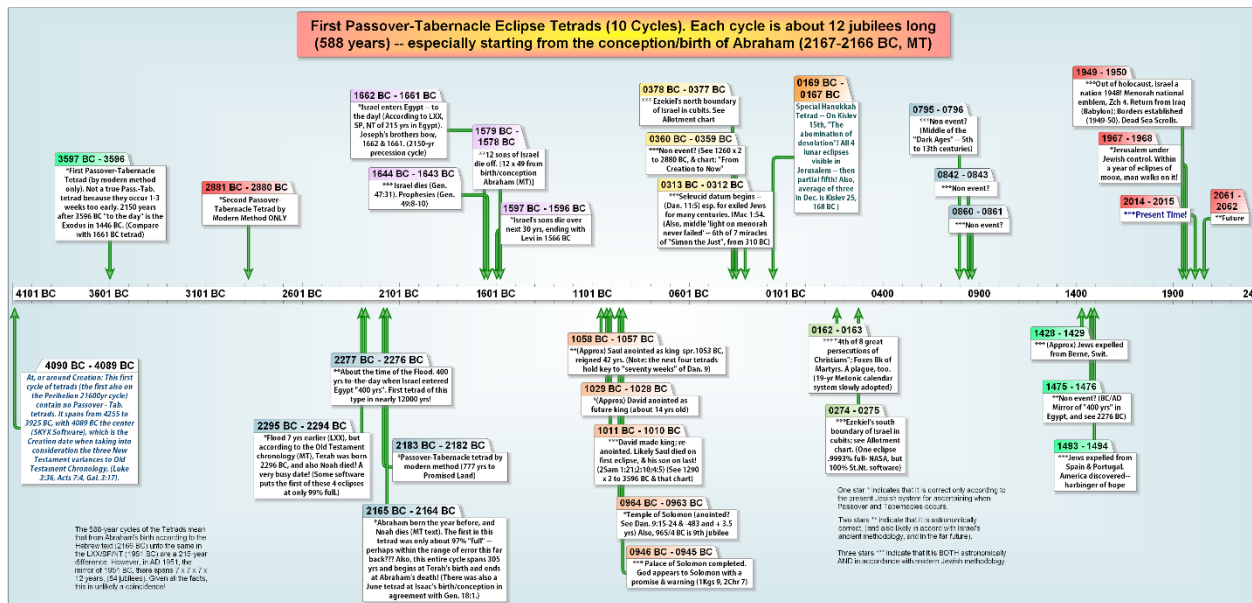 First Passover-Tabernacle Eclipse Tetrads (10 Cycles). Each cycle is about 12 jubilees long
(588 years) -- especially starting from the conception/birth of Abraham (2167-2166 BC, MT)
3597 BC - 3596
*First Passover-Tabernacle
Tetrad (by modern method
only). Not a true Pass.-Tab.
tetrad because they occur 1-3
weeks too early. 2150 years
after 3596 BC "to the day" is the
Exodus in 1446 BC. (Compare
with 1661 BC tetrad)
2881 BC - 2880
*Second Passover-
Tabernacle Tetrad by
Modern Method ONLY
1662 BC - 1661 BC
*Israel enters Egypt -- to
the day! (According to LXX,
SP, NT of 215 yrs in Egypt).
Joseph's brothers bow,
1662 & 1661. (2150-yr
precession cycle)
1644 BC - 1643 BC
***Israel dies (Gen.
47:31). Prophesies (Gen.
49:8-10)
1579 BC -
1578 BC
**12 sons of Israel
die off. [12 x 49 from
birth/conception
Abraham (MT)]
1597 BC - 1596 BC
*Israel's sons die over
next 30 yrs, ending with
Levi in 1566 BC
0378 BC - 0377 BC
***Ezekiel's north boundary
of Israel in cubits. See
Allotment chart
0360 BC - 0359 BC
***Non event? (See 1260 x 2
to 2880 BC, & chart: "From
Creation to Now"
0313 BC - 0312 BC
***Seleucid datum begins --
(Dan. 11:5) esp. for exiled Jews
for many centuries. IMac 1:54.
(Also, middle 'light on menorah
never failed' -- 6th of 7 miracles
of "Simon the Just", from 310 BC)
0169 BC -
0167 BC
Special Hanukkah
Tetrad -- On Kislev
15th, "The
abomination of
desolation"! All 4
lunar eclipses
visible in
Jerusalem -- then
partial fifth! Also,
average of three
in Dec. is Kislev 25,
168 BC)
0795 - 0796
***Non event?
(Middle of the
"Dark Ages" -- 5th
to 13th centuries)
0842 - 0843
***Non event?
0860 - 0861
***Non event?
1949 - 1950
***Out of holocaust, Israel a
nation 1948! Menorah national
emblem, Zch 4. Return from Iraq
(Babylon); Borders established
(1949-50). Dead Sea Scrolls.
1967 - 1968
***Jerusalem under
Jewish control. Within
a year of eclipses of
moon, man walks on it!
2014 - 2015
***Present Time!
2061 -
2062
**Future
4101 BC
3601 BC
3101 BC
2601 BC
2101 BC
1601 BC
1101 BC
0601 BC
0101 BC
0400
0900
1400
1900
24
4090 BC - 4089 BC
At, or around Creation: This first
cycle of tetrads (the first also on
the Perihelion 21600yr cycle)
contain no Passover - Tab.
tetrads. It spans from 4255 to
3925 BC, with 4089 BC the center
(SKYX Software), which is the
Creation date when taking into
consideration the three New
Testament variances to Old
Testament Chronology, (Luke
3:36, Acts 7:4, Gal. 3:17).
2277 BC - 2276 BC
**About the time of the Flood. 400
yrs to-the-day when Israel entered
Egypt "400 yrs". First tetrad of this
type in nearly 12000 yrs!
2295 BC - 2294 BC
*Flood 7 yrs earlier (LXX), but
according to the Old Testament
chronology (MT), Terah was born
2296 BC, and also Noah died! A
very busy date! (Some software
puts the first of these 4 eclipses
at only 99% full.)
2183 BC - 2182 BC
*Passover-Tabernacle tetrad by
modern method (777 yrs to
Promised Land)
2165 BC - 2164 BC
*Abraham born the year before, and
Noah dies (MT text). The first in this
tetrad was only about 97% "full" --
perhaps within the range of error this far
back??? Also, this entire cycle spans 305
yrs and begins at Terah's birth and ends
at Abraham's death! (There was also a
June tetrad at Isaac's birth/conception in
agreement with Gen. 18:1.)
1058 BC - 1057 BC
**(Approx) Saul anointed as king spr.1053 BC,
reigned 42 yrs. (Note: the next four tetrads
hold key to "seventy weeks" of Dan. 9)
1029 BC - 1028 BC
*(Approx) David anointed as
future king (about 14 yrs old)
1011 BC - 1010 BC
***David made king; re-
anointed. Likely Saul died on
first eclipse, & his son on last!
(2Sam 1:21;2:10;4:5) (See 1290
x 2 to 3596 BC & that chart)
0964 BC - 0963 BC
*Temple of Solomon (anointed?
See Dan. 9:15-24 & -483 and + 3.5
yrs) Also, 965/4 BC is 9th jubilee
0946 BC - 0945 BC
***Palace of Solomon completed.
God appears to Solomon with a
promise & warning (1Kgs 9, 2Chr 7)
0162 - 0163
***"4th of 8 great
persecutions of
Christians"; Foxes Bk of
Martyrs. A plague, too.
(19-yr Metonic calendar
system slowly adopted)
0274 - 0275
***Ezekiel's south
boundary of Israel in
cubits; see Allotment
chart. (One eclipse
.9993% full- NASA, but
100% St.Nt. software)
1428 - 1429
***(Approx) Jews expelled
from Berne, Swit.
1475 - 1476
**Non event? (BC/AD
Mirror of "400 yrs" in
Egypt, and see 2276 BC)
1493 - 1494
***Jews expelled from
Spain & Portugal.
America discovered--
harbinger of hope
One star * indicates that it is correct only according to
the present Jewish system for ascertaining when
Passover and Tabernacles occurs.
Two stars ** indicate that it is astronomically
correct, (and also likely in accord with Israel's
ancient methodology, and in the far future).
Three stars *** indicate that it is BOTH astronomically
AND in accordance with modern Jewish methodology.
The 588-year cycles of the Tetrads mean
that from Abraham's birth according to the
Hebrew text (2166 BC) unto the same in
the LXX/SP/NT (1951 BC) are a 215-year
difference. However, in AD 1951, the
mirror of 1951 BC, there spans 7 x 7 x 7 x
12 years, (84 jubilees). Given all the facts,
this is unlikely a coincidence!